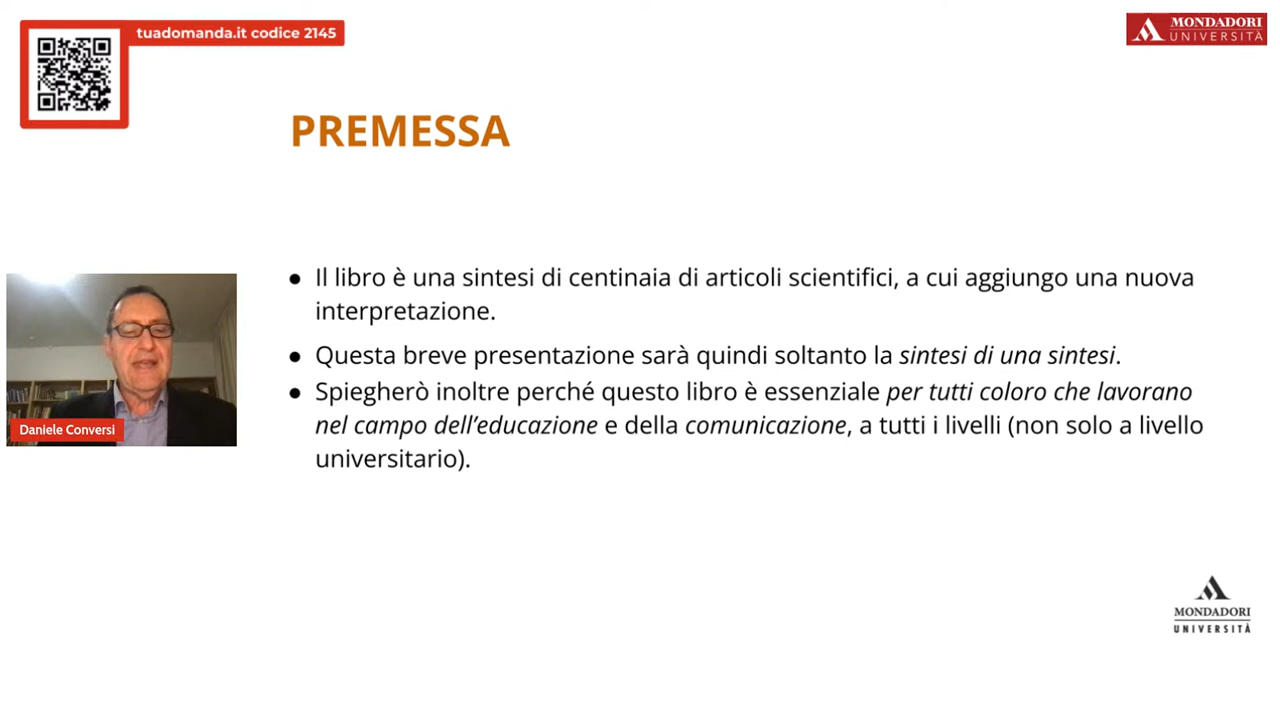 tuadomanda.it codice 2145
MONDADORI
UNIVERSITÀ
PREMESSA
● Il libro è una sintesi di centinaia di articoli scientifici, a cui aggiungo una nuova
interpretazione.
● Questa breve presentazione sarà quindi soltanto la sintesi di una sintesi.
● Spiegherò inoltre perché questo libro è essenziale per tutti coloro che lavorano
nel campo dell’educazione e della comunicazione, a tutti i livelli (non solo a livello
universitario).
Daniele Conversi
MONDADORI
UNIVERSITÀ